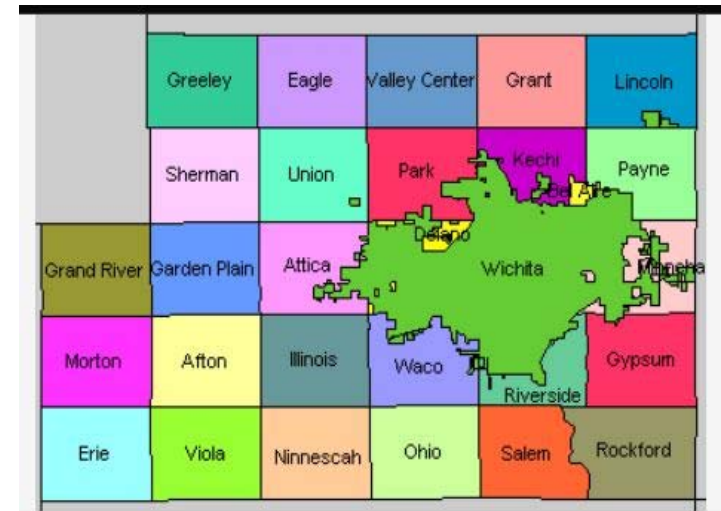 Greeley Eagle Valley Center Grant Lincoln
Sherman Union Park Kechi Payne
Bel Aire
Delano
Grand River Garden Plain Attica Wichita Minneha
Morton Afton Illinois Waco Gypsum
Riverside
Erie Viola Ninnescah Ohio Salem Rockford